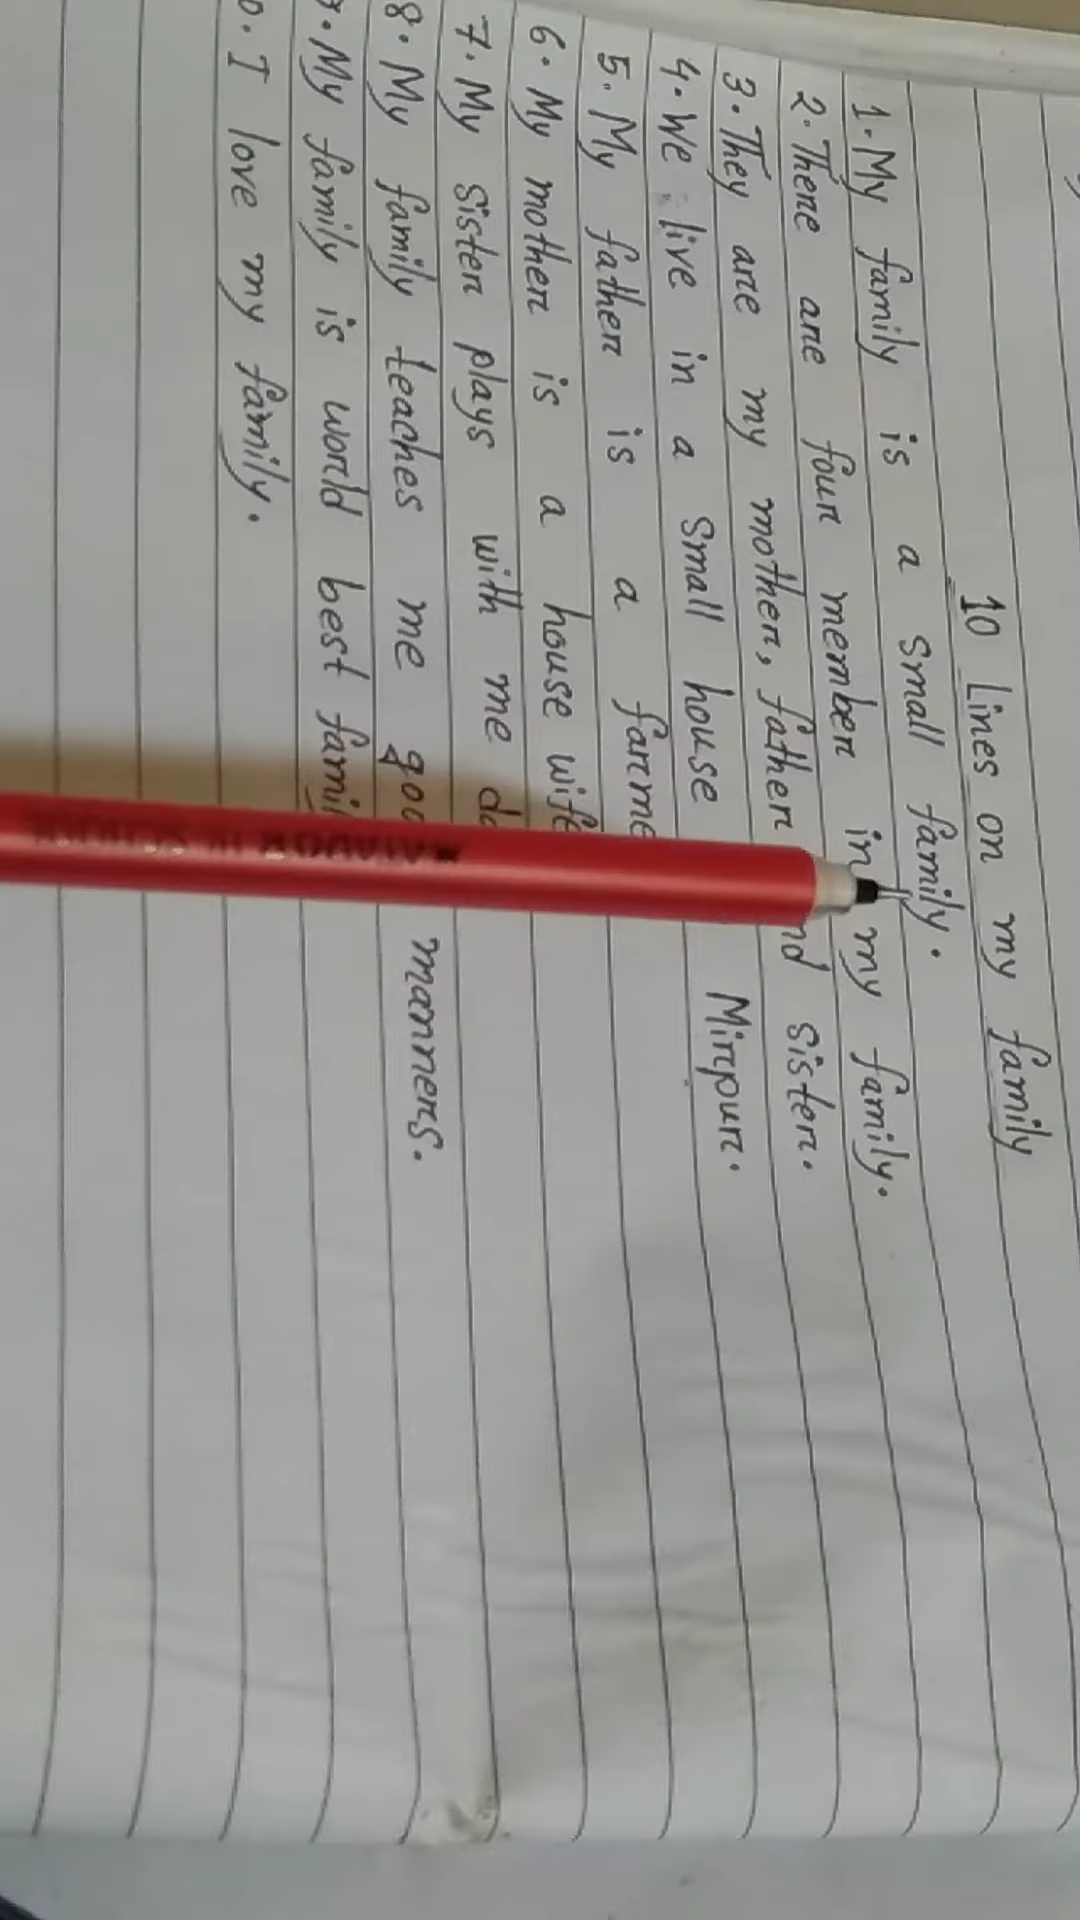 10 Lines on my family
1. My family is a small family.
2. There are four member in my family.
3. They are my mother, father sister.
4. We live in a small house Mirpur.
5. My father is a
6. My mother is a house wife
7. My sister plays with me
8. My family teaches me manners.
My family is world best
I love my family.